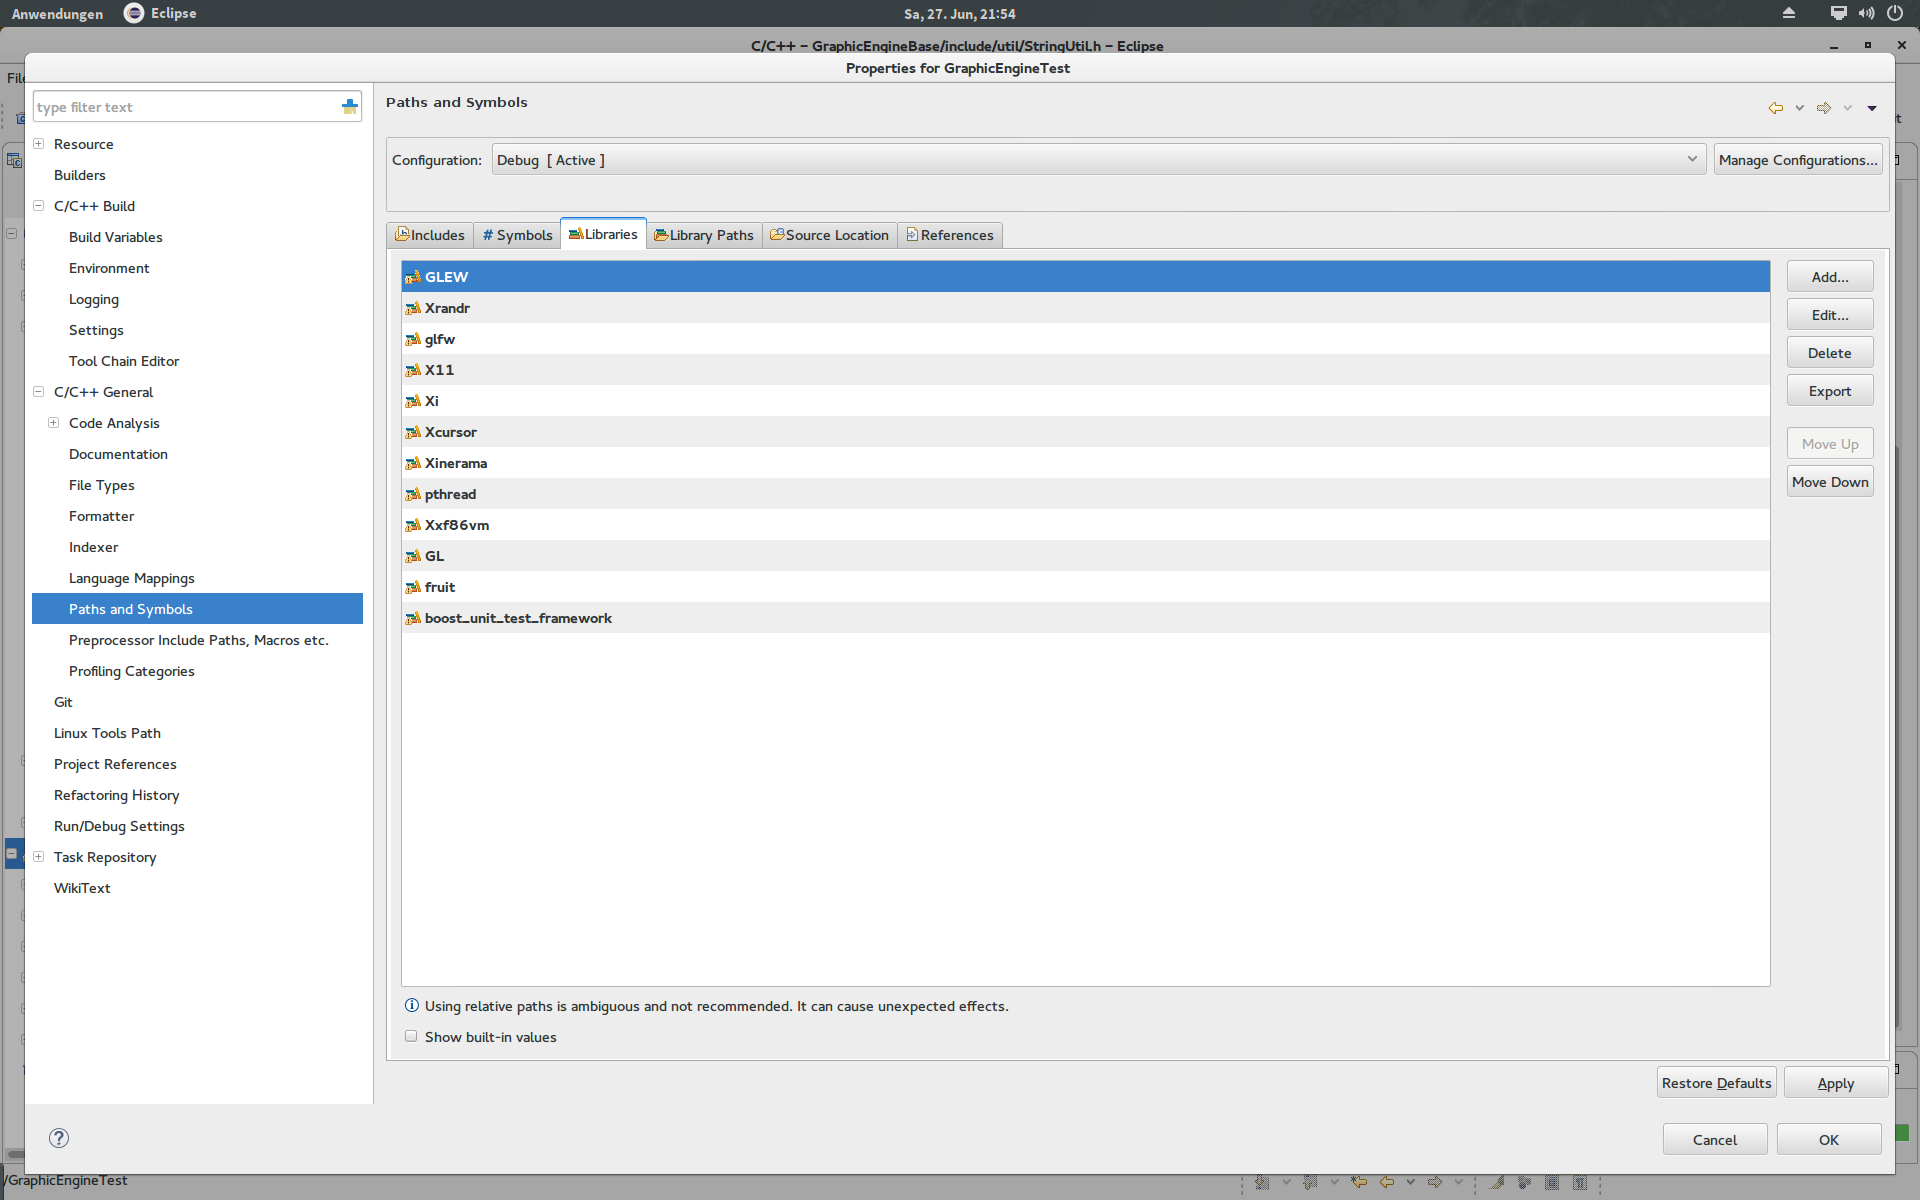 Anwendungen Eclipse Sa, 27. Jun, 21:54
C/C++ – GraphicEngineBase/include/util/StringUtil.h – Eclipse
Properties for GraphicEngineTest
type filter text
Resource
Builders
C/C++ Build
Build Variables
Environment
Logging
Settings
Tool Chain Editor
C/C++ General
Code Analysis
Documentation
File Types
Formatter
Indexer
Language Mappings
Paths and Symbols
Preprocessor Include Paths, Macros etc.
Profiling Categories
Git
Linux Tools Path
Project References
Refactoring History
Run/Debug Settings
Task Repository
WikiText
Paths and Symbols
Configuration: Debug [ Active ] Manage Configurations...
Includes # Symbols Libraries Library Paths Source Location References
GLEW
Xrandr
glfw
X11
Xi
Xcursor
Xinerama
pthread
Xxf86vm
GL
fruit
boost_unit_test_framework
Add...
Edit...
Delete
Export
Move Up
Move Down
Using relative paths is ambiguous and not recommended. It can cause unexpected effects.
Show built-in values
Restore Defaults Apply
Cancel OK
/GraphicEngineTest